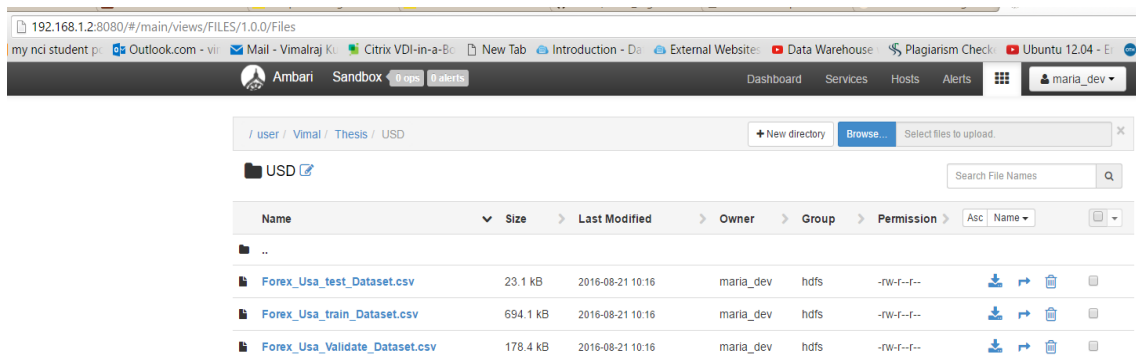 192.168.1.2:8080/#/main/views/FILES/1.0.0/Files
my nci student po Outlook.com - vir Mail - Vimalraj Ku Citrix VDI-in-a-Bo New Tab Introduction - Da External Websites Data Warehouse Plagiarism Checke Ubuntu 12.04 - Er
Ambari Sandbox 0 ops 0 alerts Dashboard Services Hosts Alerts maria_dev
/ user / Vimal / Thesis / USD + New directory Browse... Select files to upload. ×
USD Search File Names
Name Size Last Modified Owner Group Permission Asc Name
..
Forex_Usa_test_Dataset.csv 23.1 kB 2016-08-21 10:16 maria_dev hdfs -rw-r--r--
Forex_Usa_train_Dataset.csv 694.1 kB 2016-08-21 10:16 maria_dev hdfs -rw-r--r--
Forex_Usa_Validate_Dataset.csv 178.4 kB 2016-08-21 10:16 maria_dev hdfs -rw-r--r--